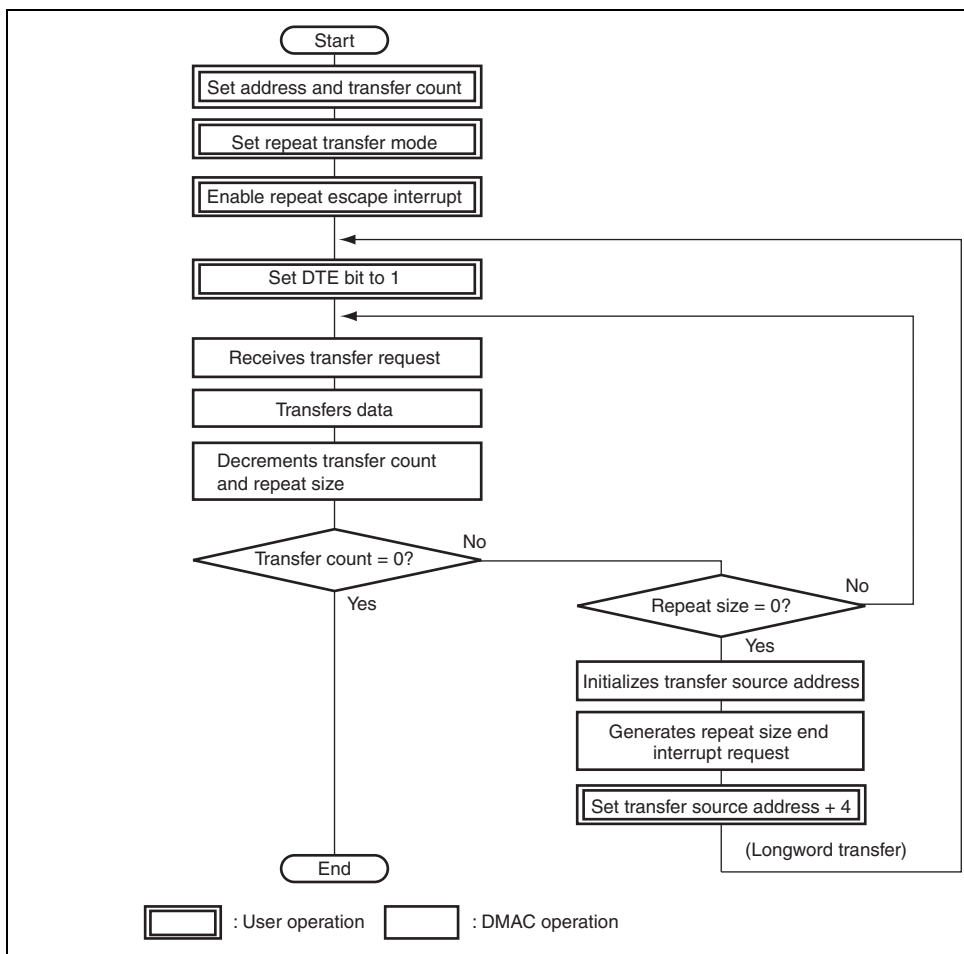 Start
Set address and transfer count
Set repeat transfer mode
Enable repeat escape interrupt
Set DTE bit to 1
Receives transfer request
Transfers data
Decrements transfer count
and repeat size
Transfer count = 0?
No
Yes
Repeat size = 0?
No
Yes
Initializes transfer source address
Generates repeat size end
interrupt request
Set transfer source address + 4
(Longword transfer)
End
: User operation
: DMAC operation